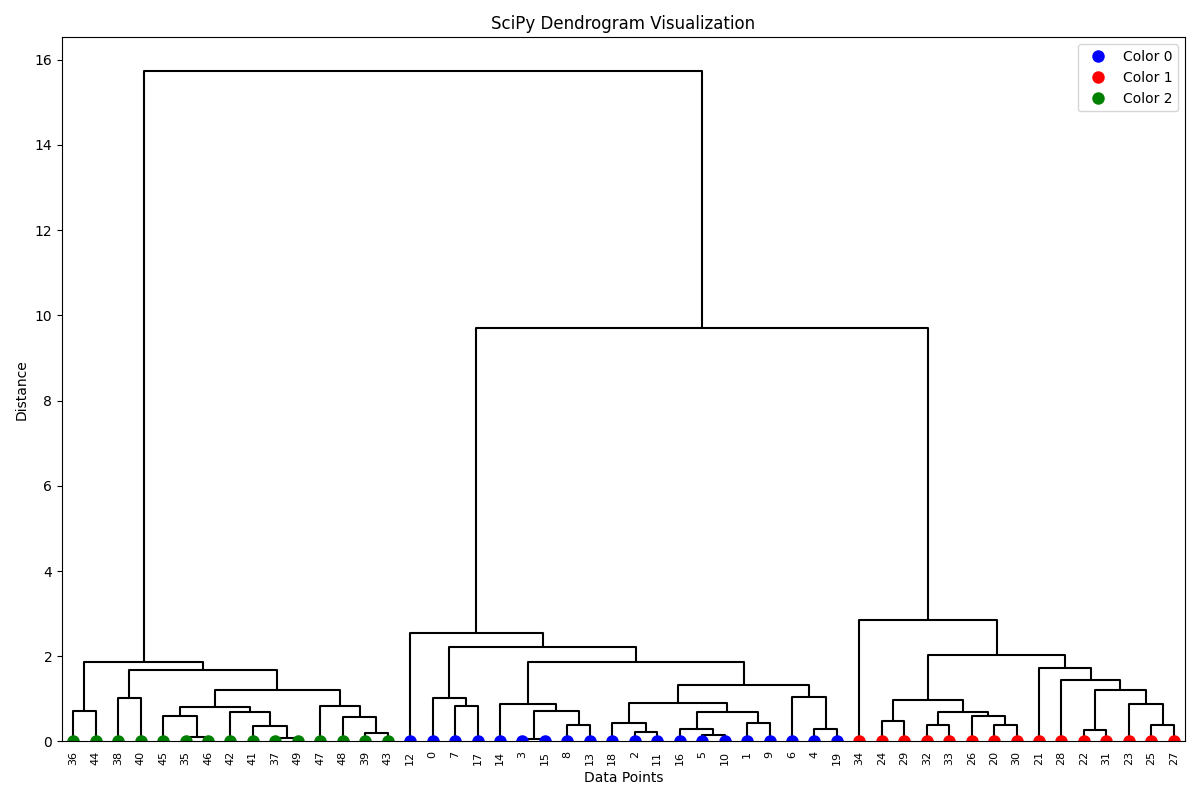 SciPy Dendrogram Visualization
Color 0
Color 1
Color 2
Distance
16
14
12
10
8
6
4
2
0
36 44 38 40 45 35 46 42 41 37 49 47 48 39 43 12 0 7 17 14 3 15 8 13 18 2 11 16 5 10 1 9 6 4 19 34 24 29 32 33 26 20 30 21 28 22 31 23 25 27
Data Points